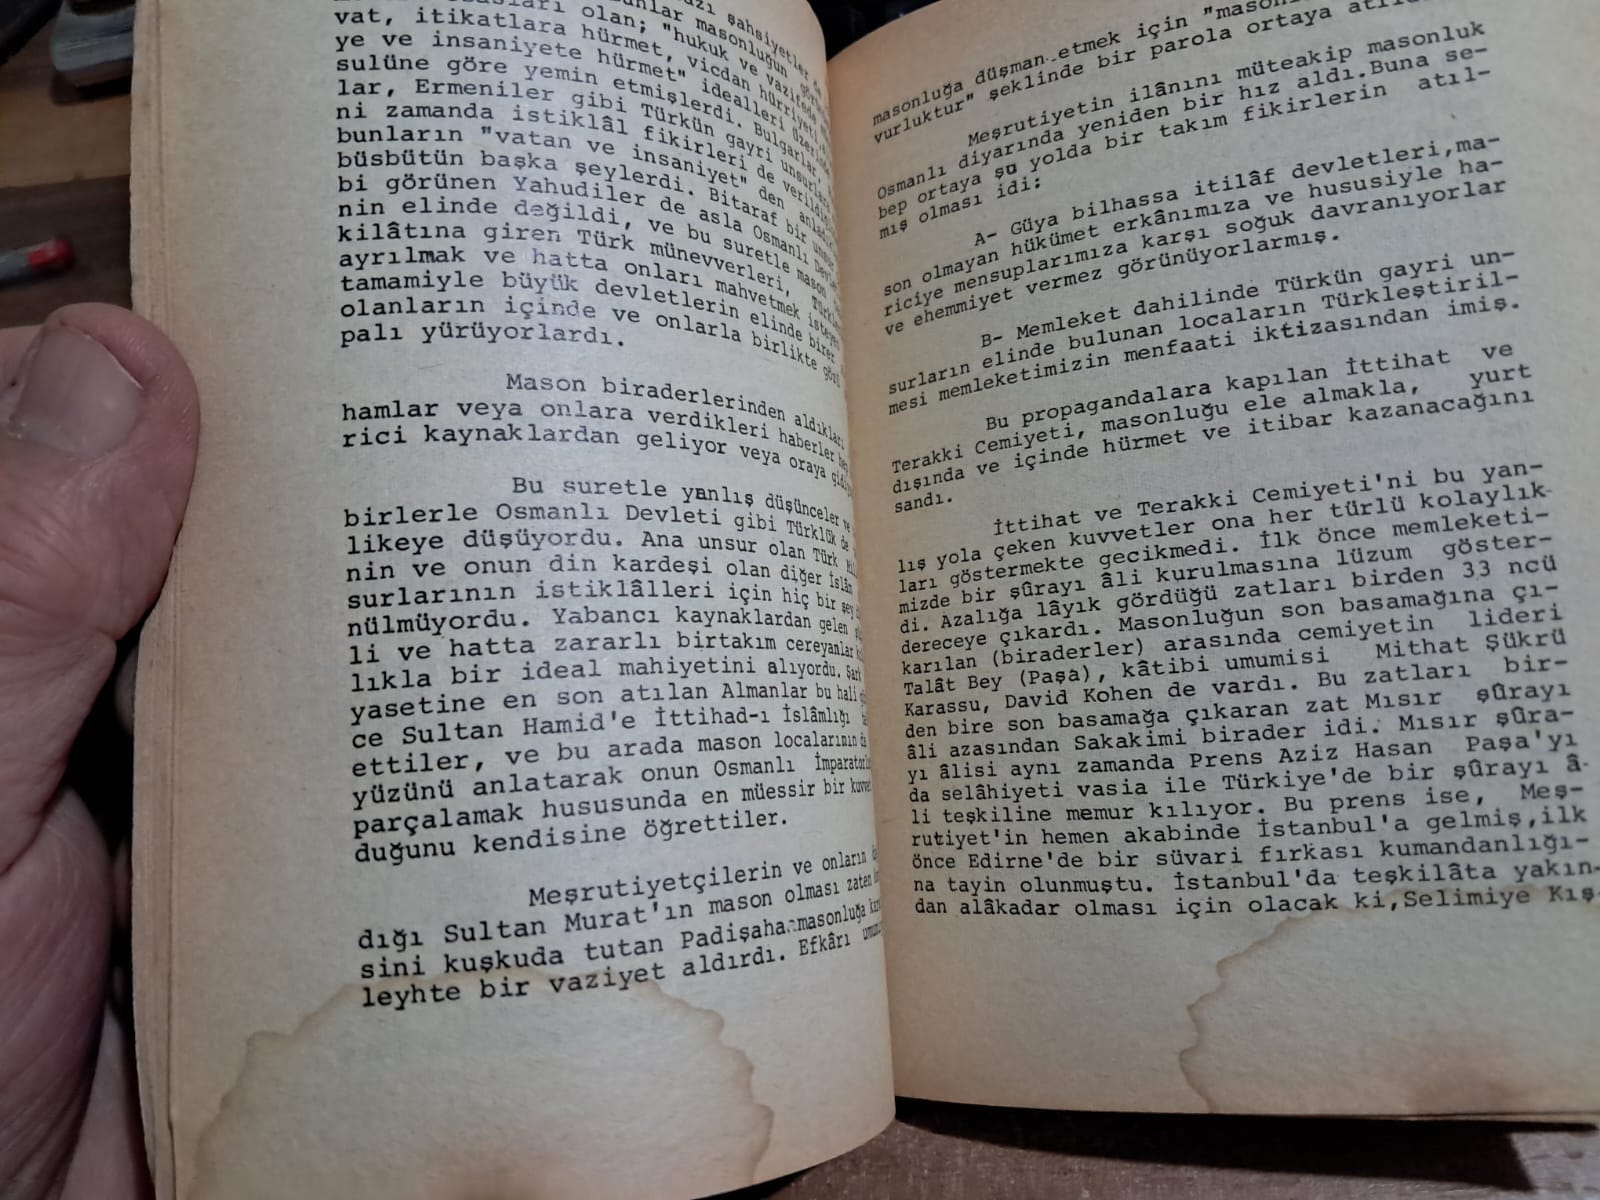 vat, itikatlara hürmet, vicdan hürriyeti,
ye ve insaniyete hürmet" idealleri üzerine
sulüne göre yemin etmişlerdi. Bulgarlar,
lar, Ermeniler gibi Türkün gayri unsurlara
ni zamanda istiklâl fikirleri de verildiği
bunların "vatan ve insaniyet" den
büsbütün başka şeylerdi. Bitaraf bir unsur
bi görünen Yahudiler de asla Osmanlı
nin elinde değildi, ve bu suretle mason
kilâtına giren Türk münevverleri,
ayrılmak ve hatta onları mahvetmek isteyen
tamamiyle büyük devletlerin elinde birer
olanların içinde ve onlarla birlikte
palı yürüyorlardı.
Mason biraderlerinden aldıkları
hamlar veya onlara verdikleri haberler hep
rici kaynaklardan geliyor veya oraya
Bu suretle yanlış düşünceler ve
birlerle Osmanlı Devleti gibi Türklük de
likeye düşüyordu. Ana unsur olan Türk
nin ve onun din kardeşi olan diğer İslâm
surlarının istiklâlleri için hiç bir şey
nülmüyordu. Yabancı kaynaklardan gelen
li ve hatta zararlı birtakım cereyanlar
lıkla bir ideal mahiyetini alıyordu. Şark
yasetine en son atılan Almanlar bu hali
ce Sultan Hamid'e İttihad-ı İslâmlığı
ettiler, ve bu arada mason localarının
yüzünü anlatarak onun Osmanlı
parçalamak hususunda en müessir bir kuvvet
duğunu kendisine öğrettiler.
Meşrutiyetçilerin ve onların
dığı Sultan Murat'ın mason olması zaten
sini kuşkuda tutan Padişaha masonluğa
leyhte bir vaziyet aldırdı. Efkârı
masonluğa düşman etmek için
vurluktur" şeklinde bir parola ortaya
Meşrutiyetin ilânını müteakip masonluk
Osmanlı diyarında yeniden bir hız aldı.Buna se-
bep ortaya şu yolda bir takım fikirlerin atıl-
mış olması idi:
A- Güya bilhassa itilâf devletleri,ma-
son olmayan hükümet erkânımıza ve hususiyle ha-
riciye mensuplarımıza karşı soğuk davranıyorlar
ve ehemmiyet vermez görünüyorlarmış.
B- Memleket dahilinde Türkün gayri un-
surların elinde bulunan locaların Türkleştiril-
mesi memleketimizin menfaati iktizasından imiş.
Bu propagandalara kapılan İttihat ve
Terakki Cemiyeti, masonluğu ele almakla, yurt
dışında ve içinde hürmet ve itibar kazanacağını
sandı.
İttihat ve Terakki Cemiyeti'ni bu yan-
lış yola çeken kuvvetler ona her türlü kolaylık-
ları göstermekte gecikmedi. İlk önce memleketi-
mizde bir şûrayı âli kurulmasına lüzum göster-
di. Azalığa lâyık gördüğü zatları birden 33 ncü
dereceye çıkardı. Masonluğun son basamağına çı-
karılan (biraderler) arasında cemiyetin lideri
Talât Bey (Paşa), kâtibi umumisi Mithat Şükrü
Karassu, David Kohen de vardı. Bu zatları bir-
den bire son basamağa çıkaran zat Mısır şûrayı
âli azasından Sakakimi birader idi. Mısır şûra-
yı âlisi aynı zamanda Prens Aziz Hasan Paşa'yı
da selâhiyeti vasia ile Türkiye'de bir şûrayı â-
li teşkiline memur kılıyor. Bu prens ise, Meş-
rutiyet'in hemen akabinde İstanbul'a gelmiş,ilk
önce Edirne'de bir süvari fırkası kumandanlığı-
na tayin olunmuştu. İstanbul'da teşkilâta yakın-
dan alâkadar olması için olacak ki,Selimiye Kış-